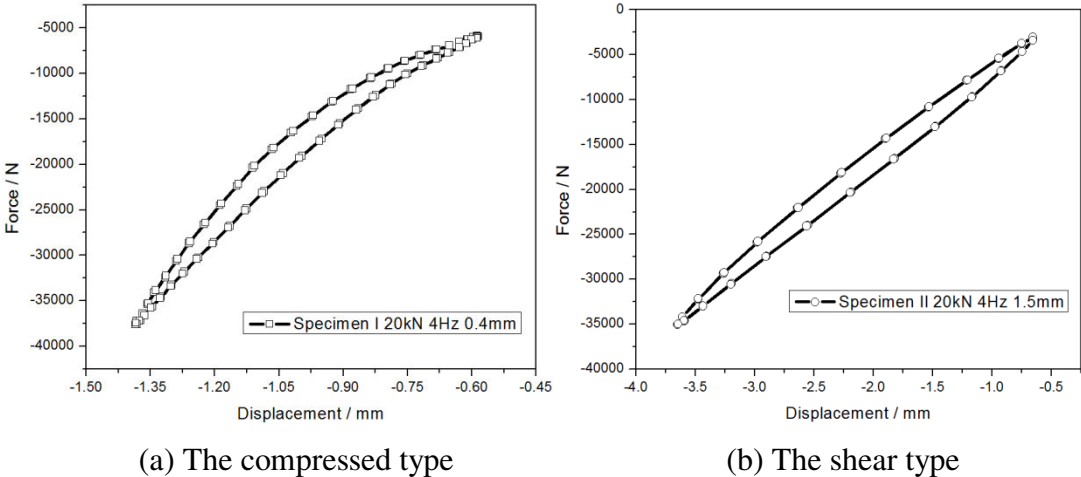 -5000
-10000
-15000
-20000
-25000
-30000
-35000
-40000
Force / N
-1.50 -1.35 -1.20 -1.05 -0.90 -0.75 -0.60 -0.45
Displacement / mm
Specimen I 20kN 4Hz 0.4mm
(a) The compressed type
0
-5000
-10000
-15000
-20000
-25000
-30000
-35000
-40000
Force / N
-4.0 -3.5 -3.0 -2.5 -2.0 -1.5 -1.0 -0.5
Displacement / mm
Specimen II 20kN 4Hz 1.5mm
(b) The shear type